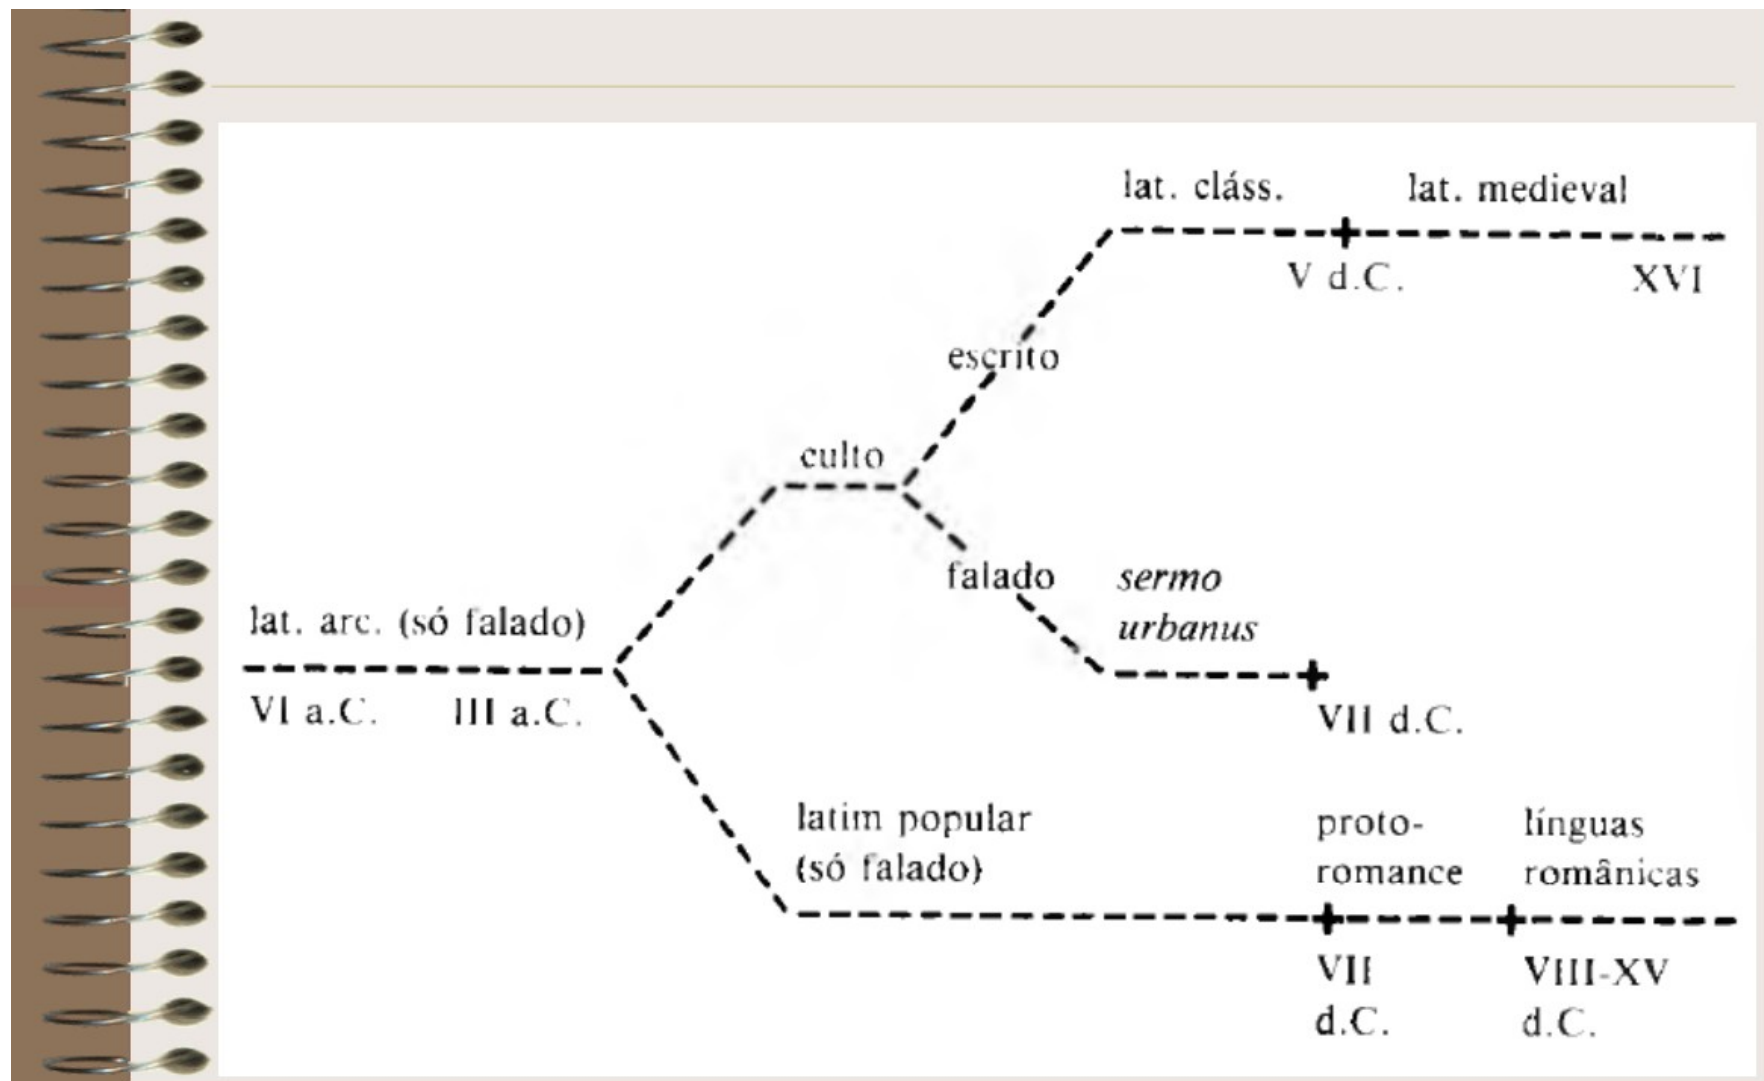 lat. cláss.
lat. medieval
V d.C.
XVI
escrito
culto
falado
sermo
urbanus
lat. arc. (só falado)
VI a.C.
III a.C.
VII d.C.
latim popular
(só falado)
proto-
romance
línguas
românicas
VII
d.C.
VIII-XV
d.C.